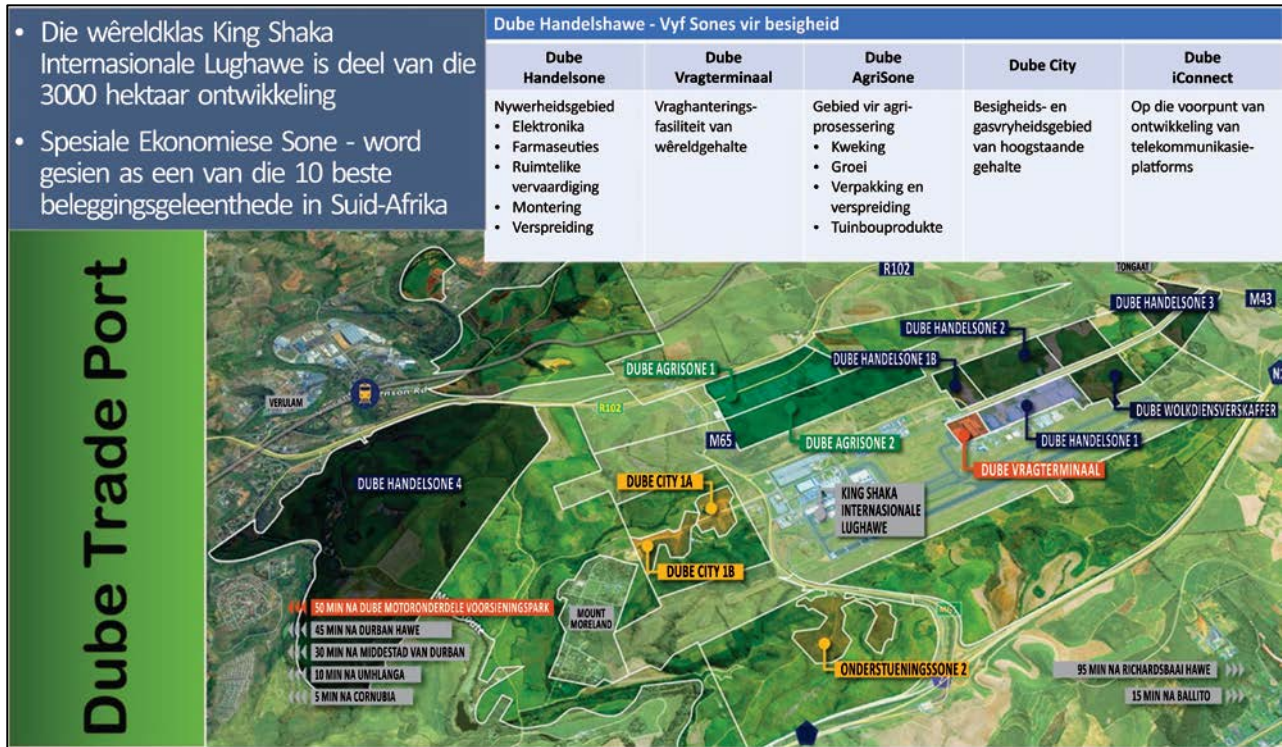 • Die wêreldklas King Shaka
Internasionale Lughawe is deel van die
3000 hektaar ontwikkeling
• Spesiale Ekonomiese Sone - word
gesien as een van die 10 beste
beleggingsgeleenthede in Suid-Afrika
Dube Handelshawe - Vyf Sones vir besigheid
Dube
Handelsone
Nywerheidsgebied
• Elektronika
• Farmaseuties
• Ruimtelike
vervaardiging
• Montering
• Verspreiding
Dube
Vragterminaal
Vraghanterings-
fasiliteit van
wêreldgehalte
Dube
AgriSone
Gebied vir agri-
prosessering
• Kweking
• Groei
• Verpakking en
verspreiding
• Tuinbouprodukte
Dube City
Besigheids- en
gasvryheidsgebied
van hoogstaande
gehalte
Dube
iConnect
Op die voorpunt van
ontwikkeling van
telekommunikasie-
platforms
Dube Trade Port
R102
TONGAAT
M43
DUBE HANDELSONE 3
DUBE HANDELSONE 2
DUBE HANDELSONE 1B
DUBE AGRISONE 1
VERULAM
R102
M65
DUBE AGRISONE 2
DUBE WOLKDIENSVERSKAFFER
DUBE HANDELSONE 1
DUBE VRAGTERMINAAL
DUBE HANDELSONE 4
DUBE CITY 1A
KING SHAKA
INTERNASIONALE
LUGHAWE
DUBE CITY 1B
MOUNT
MORELAND
50 MIN NA DUBE MOTORONDERDELE VOORSIENINGSPARK
45 MIN NA DURBAN HAWE
30 MIN NA MIDDESTAD VAN DURBAN
10 MIN NA UMHLANGA
5 MIN NA CORNUBIA
ONDERSTUENINGSSONE 2
95 MIN NA RICHARDSBAAI HAWE
15 MIN NA BALLITO